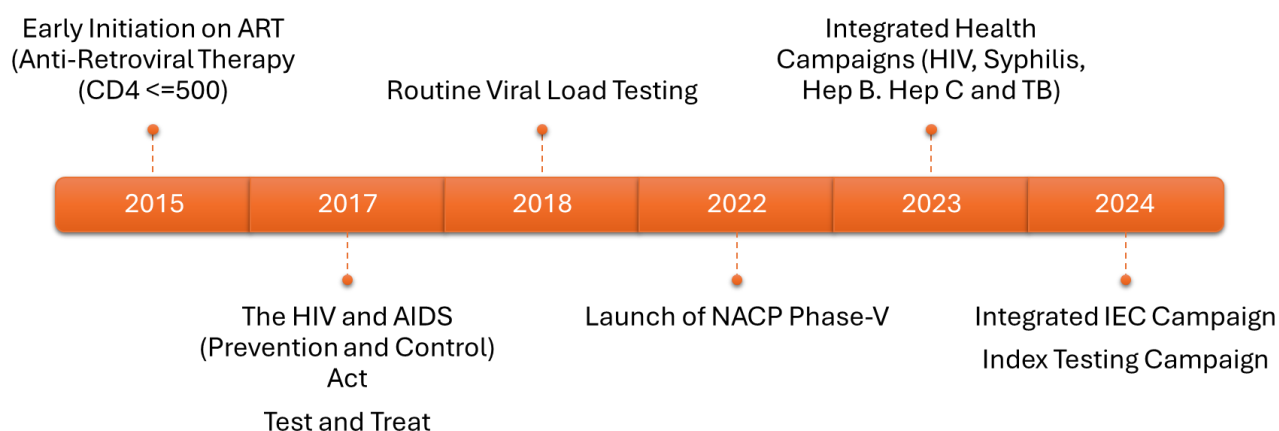 Early Initiation on ART
(Anti-Retroviral Therapy
(CD4 <=500)
Routine Viral Load Testing
Integrated Health
Campaigns (HIV, Syphilis,
Hep B. Hep C and TB)
2015
2017
2018
2022
2023
2024
The HIV and AIDS
(Prevention and Control)
Act
Test and Treat
Launch of NACP Phase-V
Integrated IEC Campaign
Index Testing Campaign